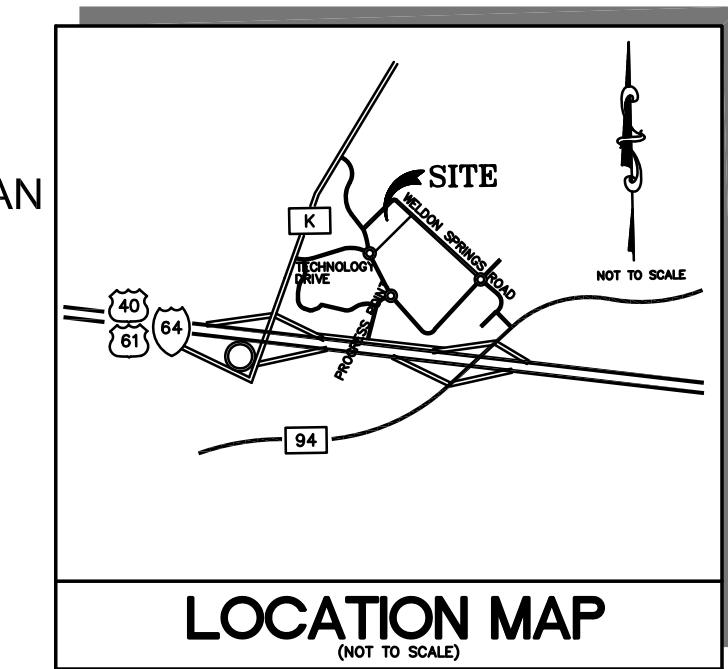 AN
SITE
K
WELDON SPRINGS ROAD
TECHNOLOGY
DRIVE
NOT TO SCALE
40
61
64
PROGRESS POINT
94
LOCATION MAP
(NOT TO SCALE)